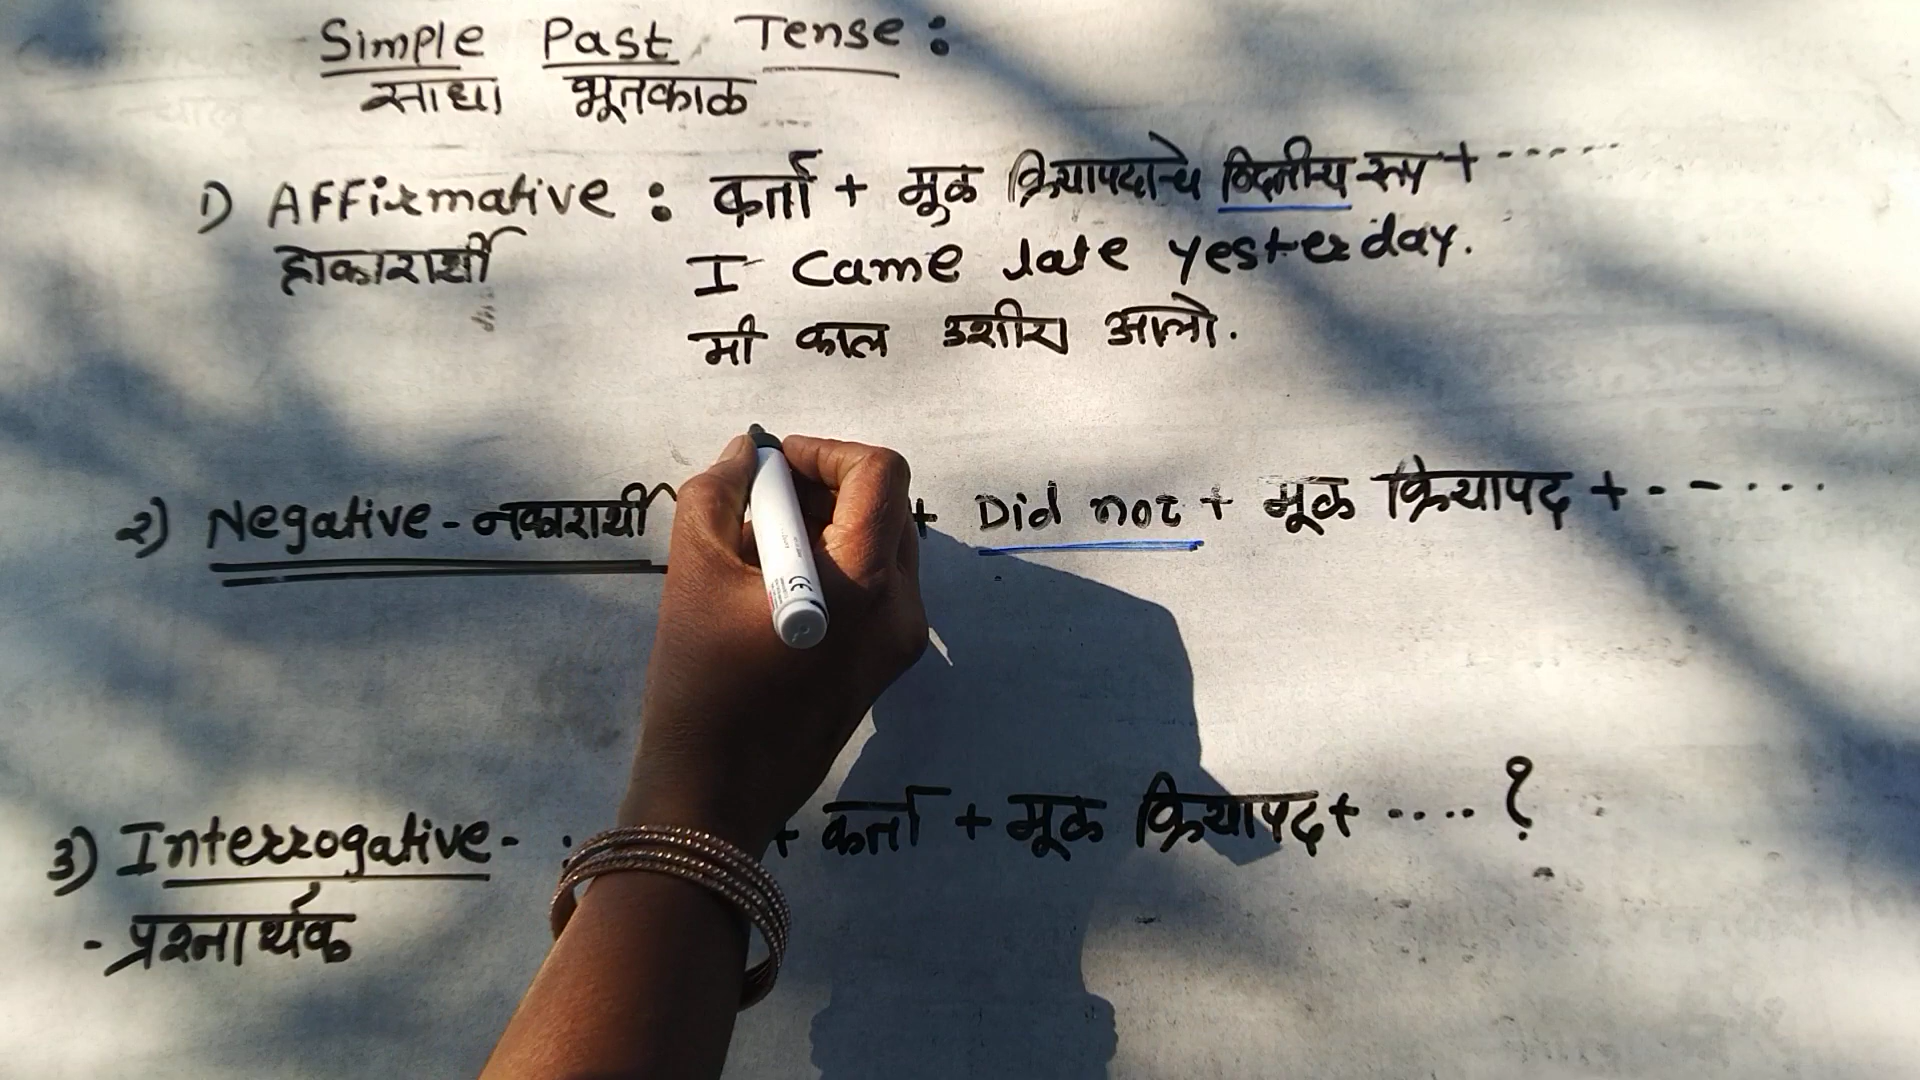 Simple Past Tense :
साधा भूतकाळ
1) AFFirmative : कर्ता + मूळ क्रियापदाचे व्दितीय रूप + ......
होकारार्थी
I Came late yesterday.
मी काल उशीरा आलो.
२) Negative - नकारार्थी + Did not + मूळ क्रियापद + ......
3) Interrogative - + कर्ता + मूळ क्रियापद + .... ?
- प्रश्नार्थक